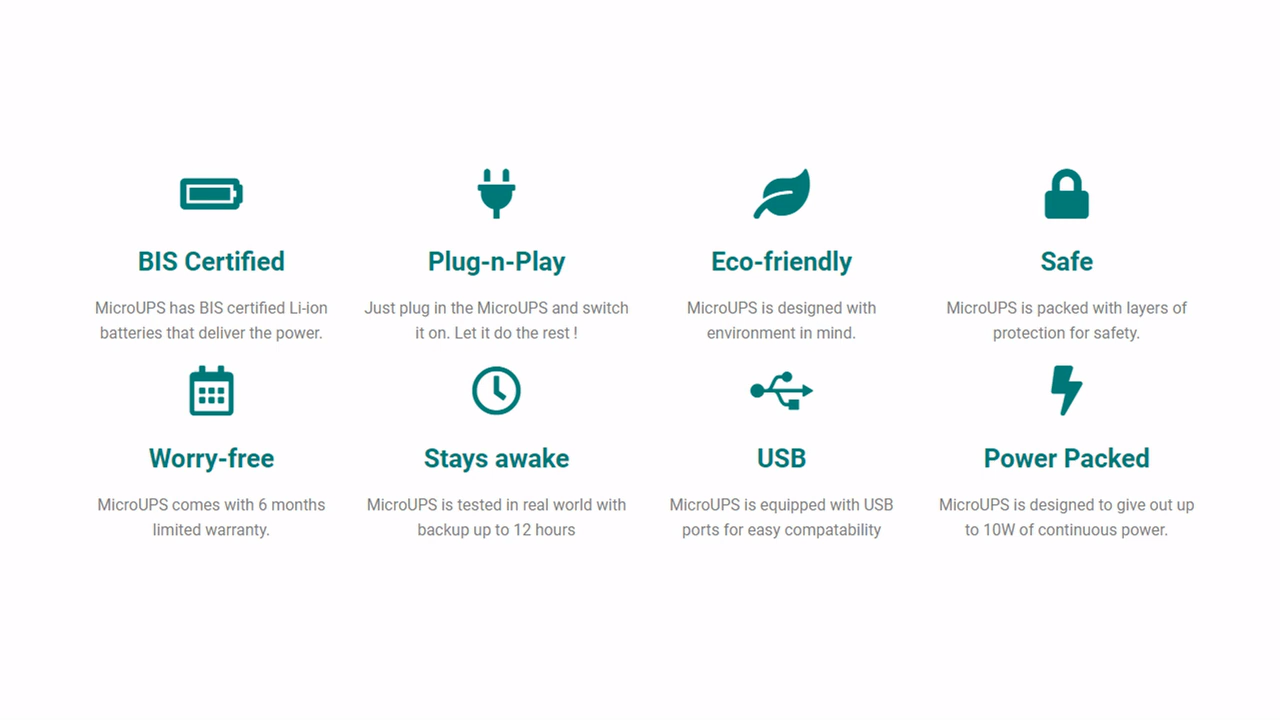 BIS Certified
MicroUPS has BIS certified Li-ion
batteries that deliver the power.
Plug-n-Play
Just plug in the MicroUPS and switch
it on. Let it do the rest !
Eco-friendly
MicroUPS is designed with
environment in mind.
Safe
MicroUPS is packed with layers of
protection for safety.
Worry-free
MicroUPS comes with 6 months
limited warranty.
Stays awake
MicroUPS is tested in real world with
backup up to 12 hours
USB
MicroUPS is equipped with USB
ports for easy compatability
Power Packed
MicroUPS is designed to give out up
to 10W of continuous power.